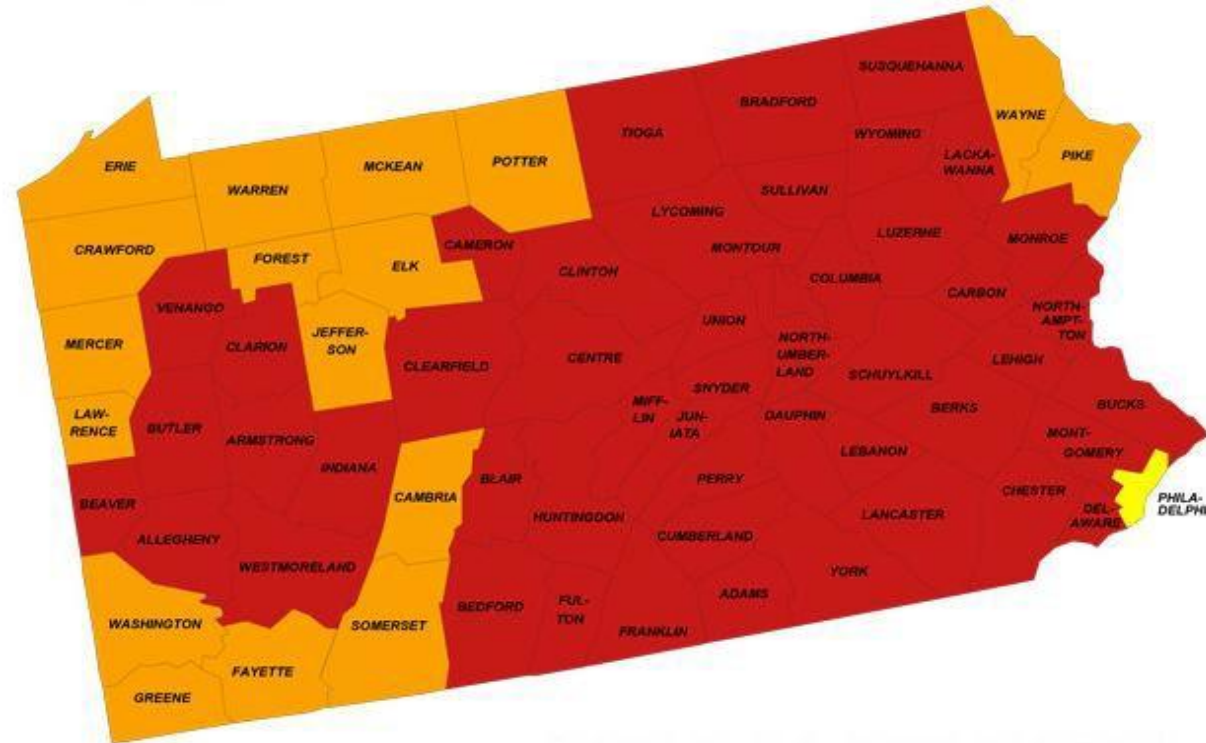 SUSQUEHANNA
BRADFORD
WAYNE
TIOGA
WYOMING
PIKE
ERIE
MCKEAN
POTTER
LACKA-
WANNA
WARREN
SULLIVAN
LYCOMING
CRAWFORD
CAMERON
MONTOUR
LUZERNE
MONROE
FOREST
ELK
CLINTON
COLUMBIA
CARBON
VENANGO
NORTH-
AMPT-
TON
MERCER
JEFFER-
SON
CLARION
UNION
CLEARFIELD
CENTRE
NORTH-
UMBER-
LAND
LEHIGH
SCHUYLKILL
SNYDER
LAW-
RENCE
BUTLER
ARMSTRONG
MIFF-
LIN
JUN-
IATA
DAUPHIN
BERKS
BUCKS
MONT-
GOMERY
INDIANA
LEBANON
BEAVER
CAMBRIA
BLAIR
PERRY
CHESTER
PHILA-
DELPHI
DEL-
AWARE
ALLEGHENY
HUNTINGDON
LANCASTER
CUMBERLAND
WESTMORELAND
YORK
ADAMS
WASHINGTON
SOMERSET
BEDFORD
FUL-
TON
FRANKLIN
FAYETTE
GREENE